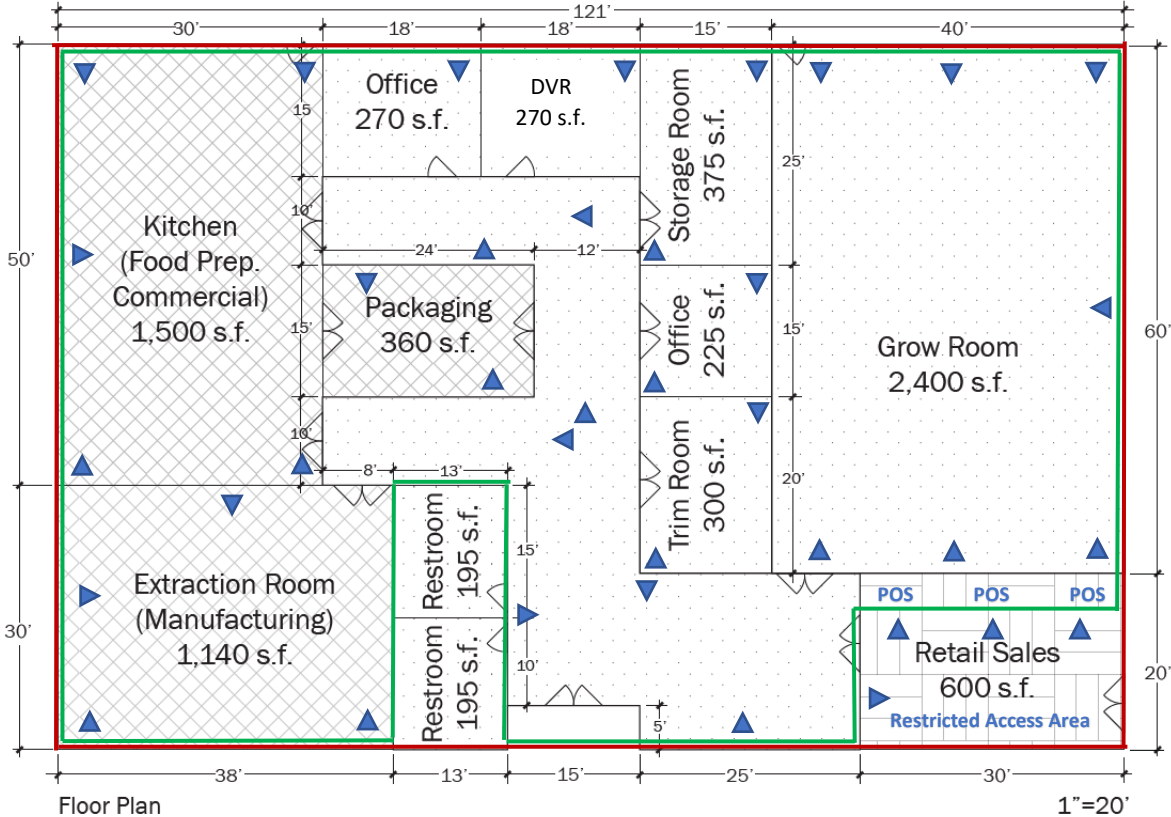 121'
30'
18'
18'
15'
40'
Office
270 s.f.
DVR
270 s.f.
Storage Room
375 s.f.
15
25'
10'
Kitchen
(Food Prep.
Commercial)
1,500 s.f.
50'
24'
12'
Packaging
360 s.f.
15'
Office
225 s.f.
15'
Grow Room
2,400 s.f.
60'
10'
8'
13'
Trim Room
300 s.f.
20'
Restroom
195 s.f.
15'
Extraction Room
(Manufacturing)
1,140 s.f.
30'
POS
POS
POS
Restroom
195 s.f.
10'
Retail Sales
600 s.f.
Restricted Access Area
20'
5'
38'
13'
15'
25'
30'
Floor Plan
1”=20'